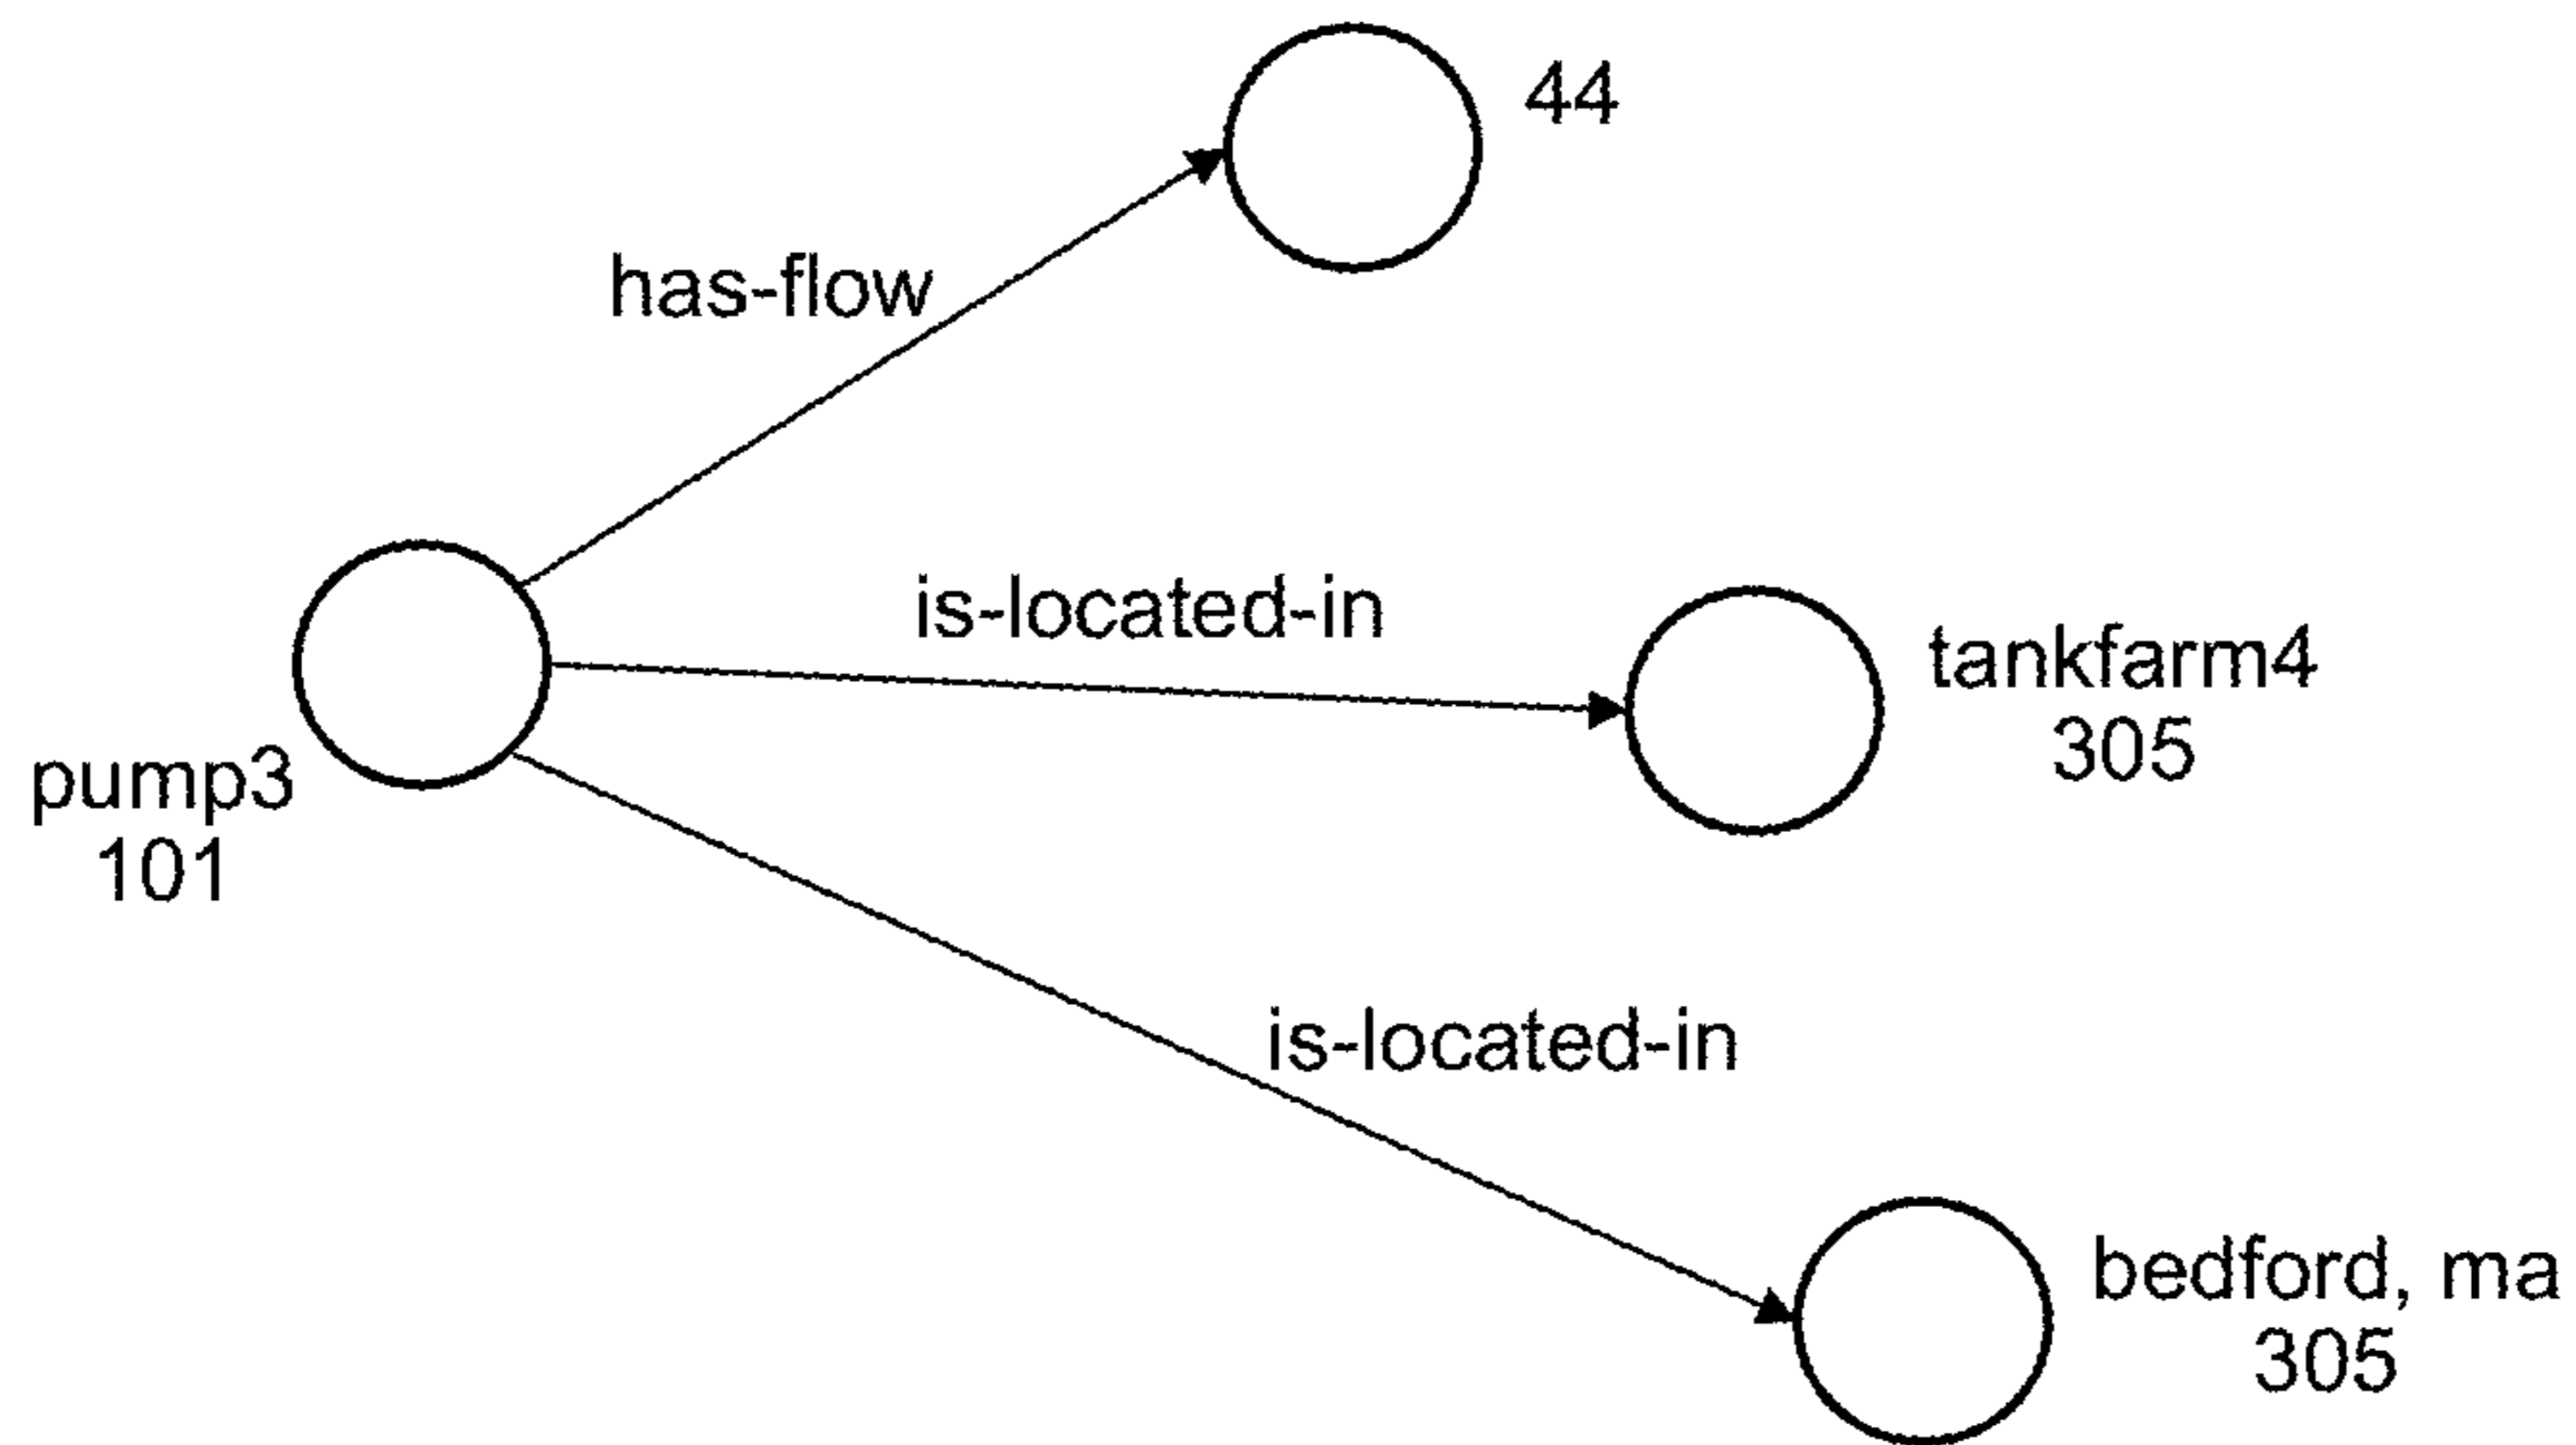 44
has-flow
is-located-in
tankfarm4
305
pump3
101
is-located-in
bedford, ma
305